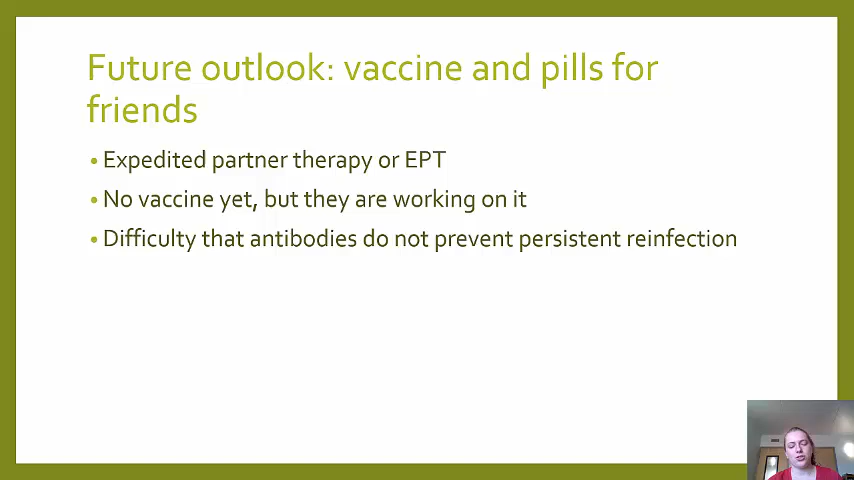 Future outlook: vaccine and pills for
friends
• Expedited partner therapy or EPT
• No vaccine yet, but they are working on it
• Difficulty that antibodies do not prevent persistent reinfection